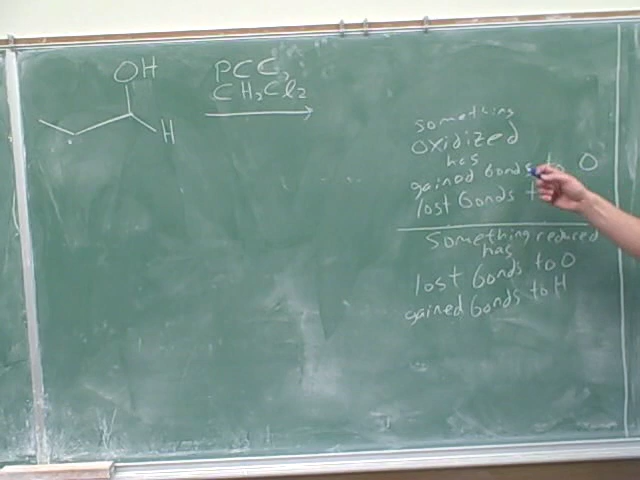 OH
H
PCC,
CH2Cl2
something
oxidized
has
gained bonds to O
lost bonds
Something reduced
has
lost bonds to O
gained bonds to H